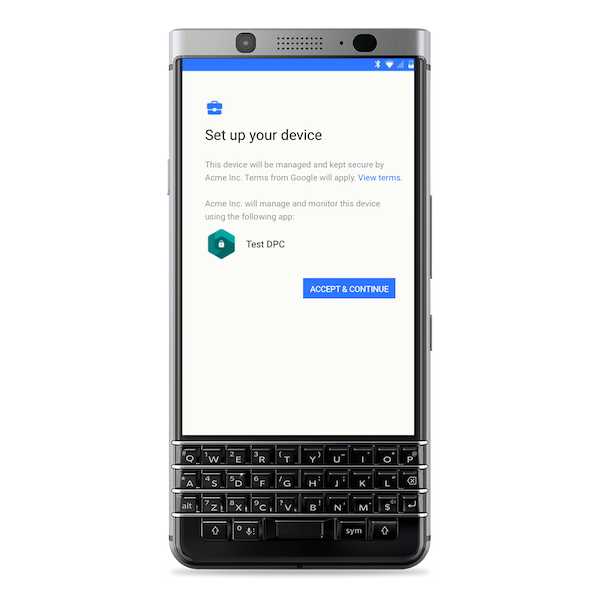 Set up your device
This device will be managed and kept secure by
Acme Inc. Terms from Google will apply. View terms.
Acme Inc. will manage and monitor this device
using the following app:
Test DPC
ACCEPT & CONTINUE
Q W E R T Y U I O P
A S D F G H J K L
alt Z X C V B N M $
0 sym